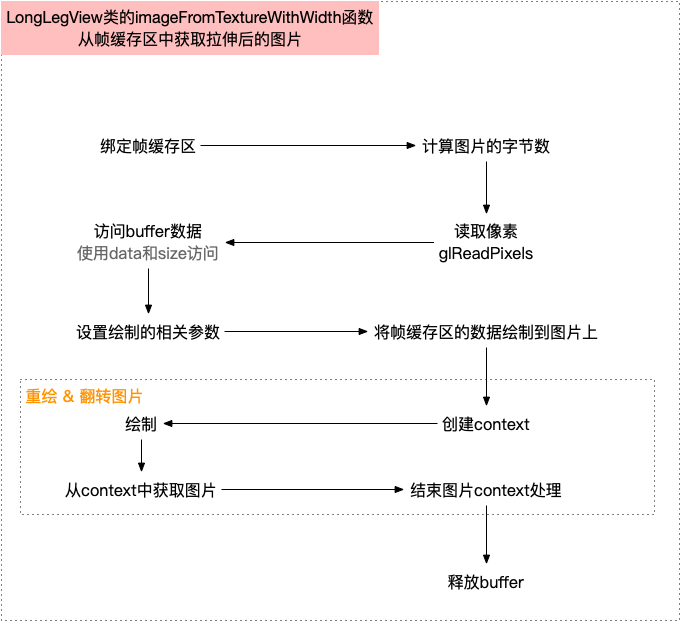 LongLegView类的imageFromTextureWithWidth函数
从帧缓存区中获取拉伸后的图片
绑定帧缓存区
计算图片的字节数
访问buffer数据
使用data和size访问
读取像素
glReadPixels
设置绘制的相关参数
将帧缓存区的数据绘制到图片上
重绘 & 翻转图片
绘制
创建context
从context中获取图片
结束图片context处理
释放buffer